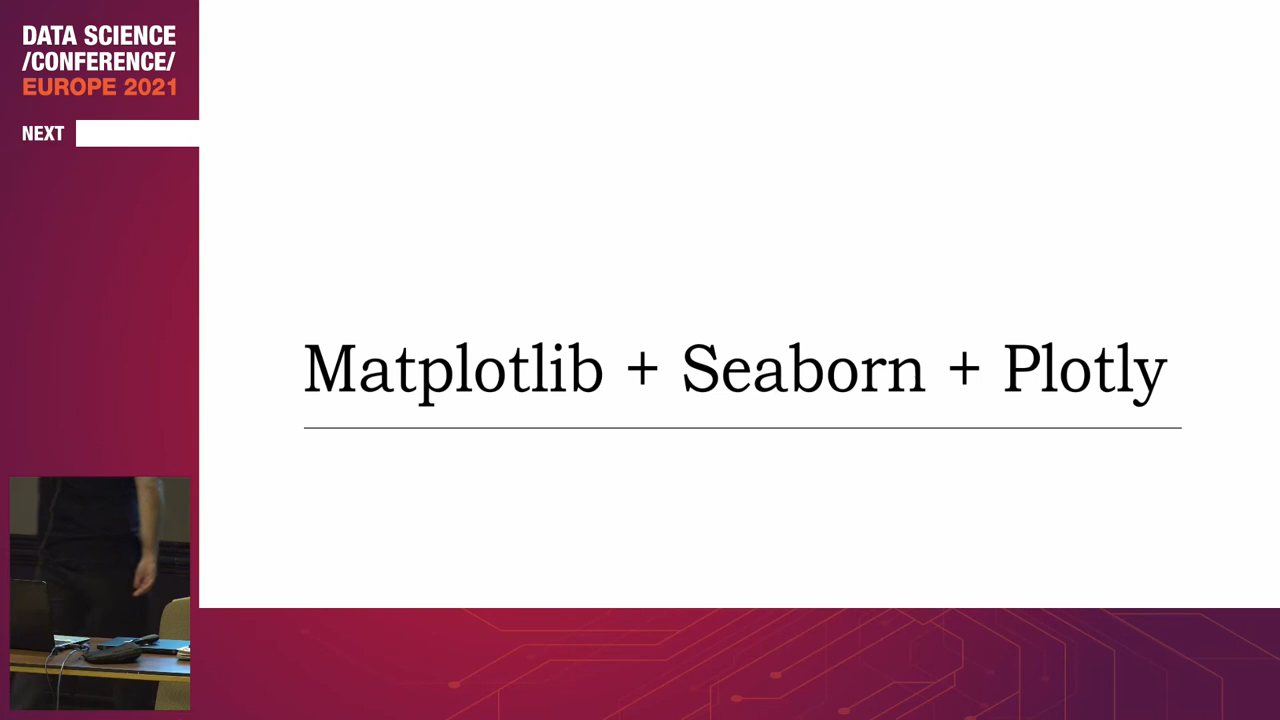 DATA SCIENCE
/CONFERENCE/
EUROPE 2021
NEXT
Matplotlib + Seaborn + Plotly